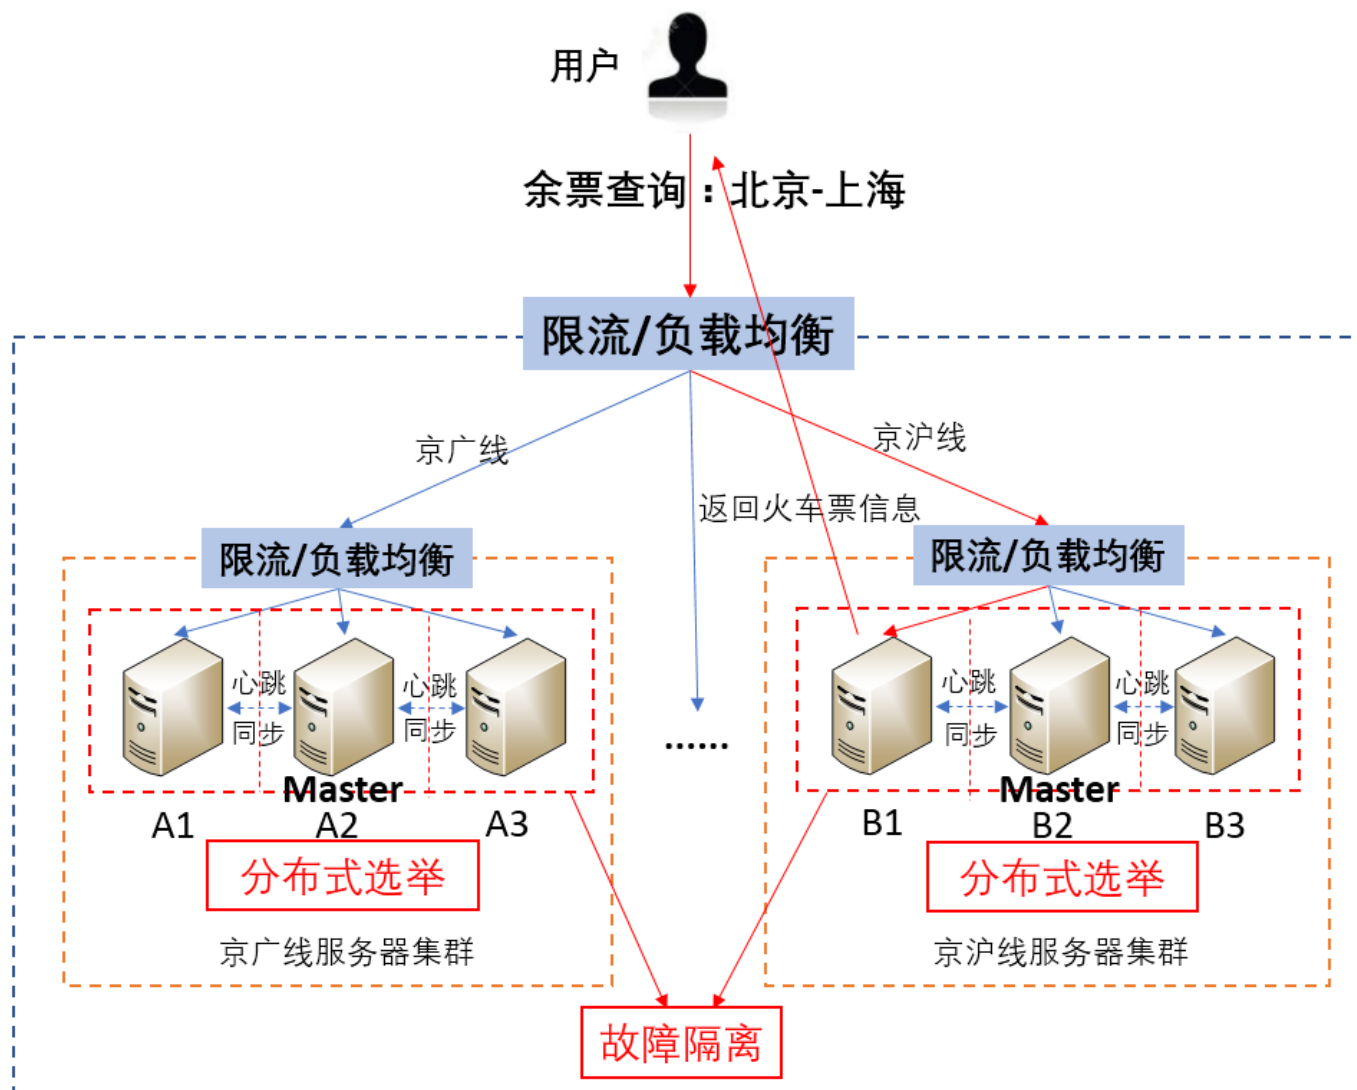 用户
余票查询：北京-上海
限流/负载均衡
京广线
京沪线
返回火车票信息
限流/负载均衡
限流/负载均衡
心跳
同步
心跳
同步
心跳
同步
心跳
同步
......
Master
Master
A1
A2
A3
B1
B2
B3
分布式选举
分布式选举
京广线服务器集群
京沪线服务器集群
故障隔离